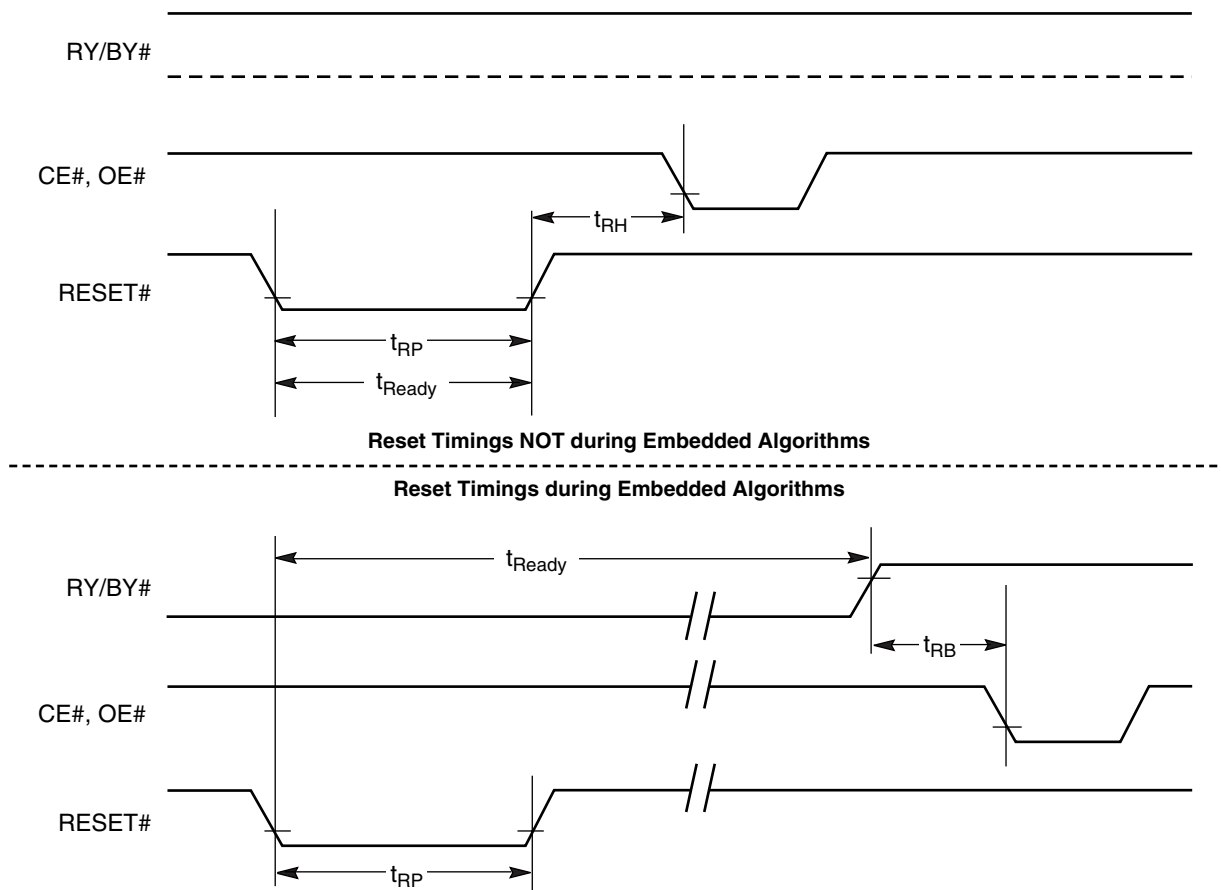 RY/BY#
CE#, OE#
tRH
RESET#
tRP
tReady
Reset Timings NOT during Embedded Algorithms
Reset Timings during Embedded Algorithms
tReady
RY/BY#
tRB
CE#, OE#
RESET#
tRP